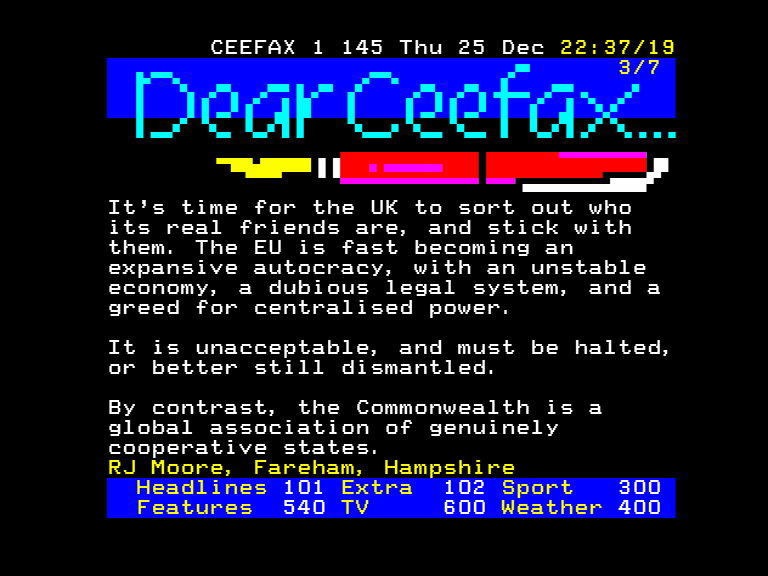 CEEFAX 1 145 Thu 25 Dec 22:37/19
3/7
Dear Ceefax...
It's time for the UK to sort out who
its real friends are, and stick with
them. The EU is fast becoming an
expansive autocracy, with an unstable
economy, a dubious legal system, and a
greed for centralised power.
It is unacceptable, and must be halted,
or better still dismantled.
By contrast, the Commonwealth is a
global association of genuinely
cooperative states.
RJ Moore, Fareham, Hampshire
Headlines 101 Extra 102 Sport 300
Features 540 TV 600 Weather 400